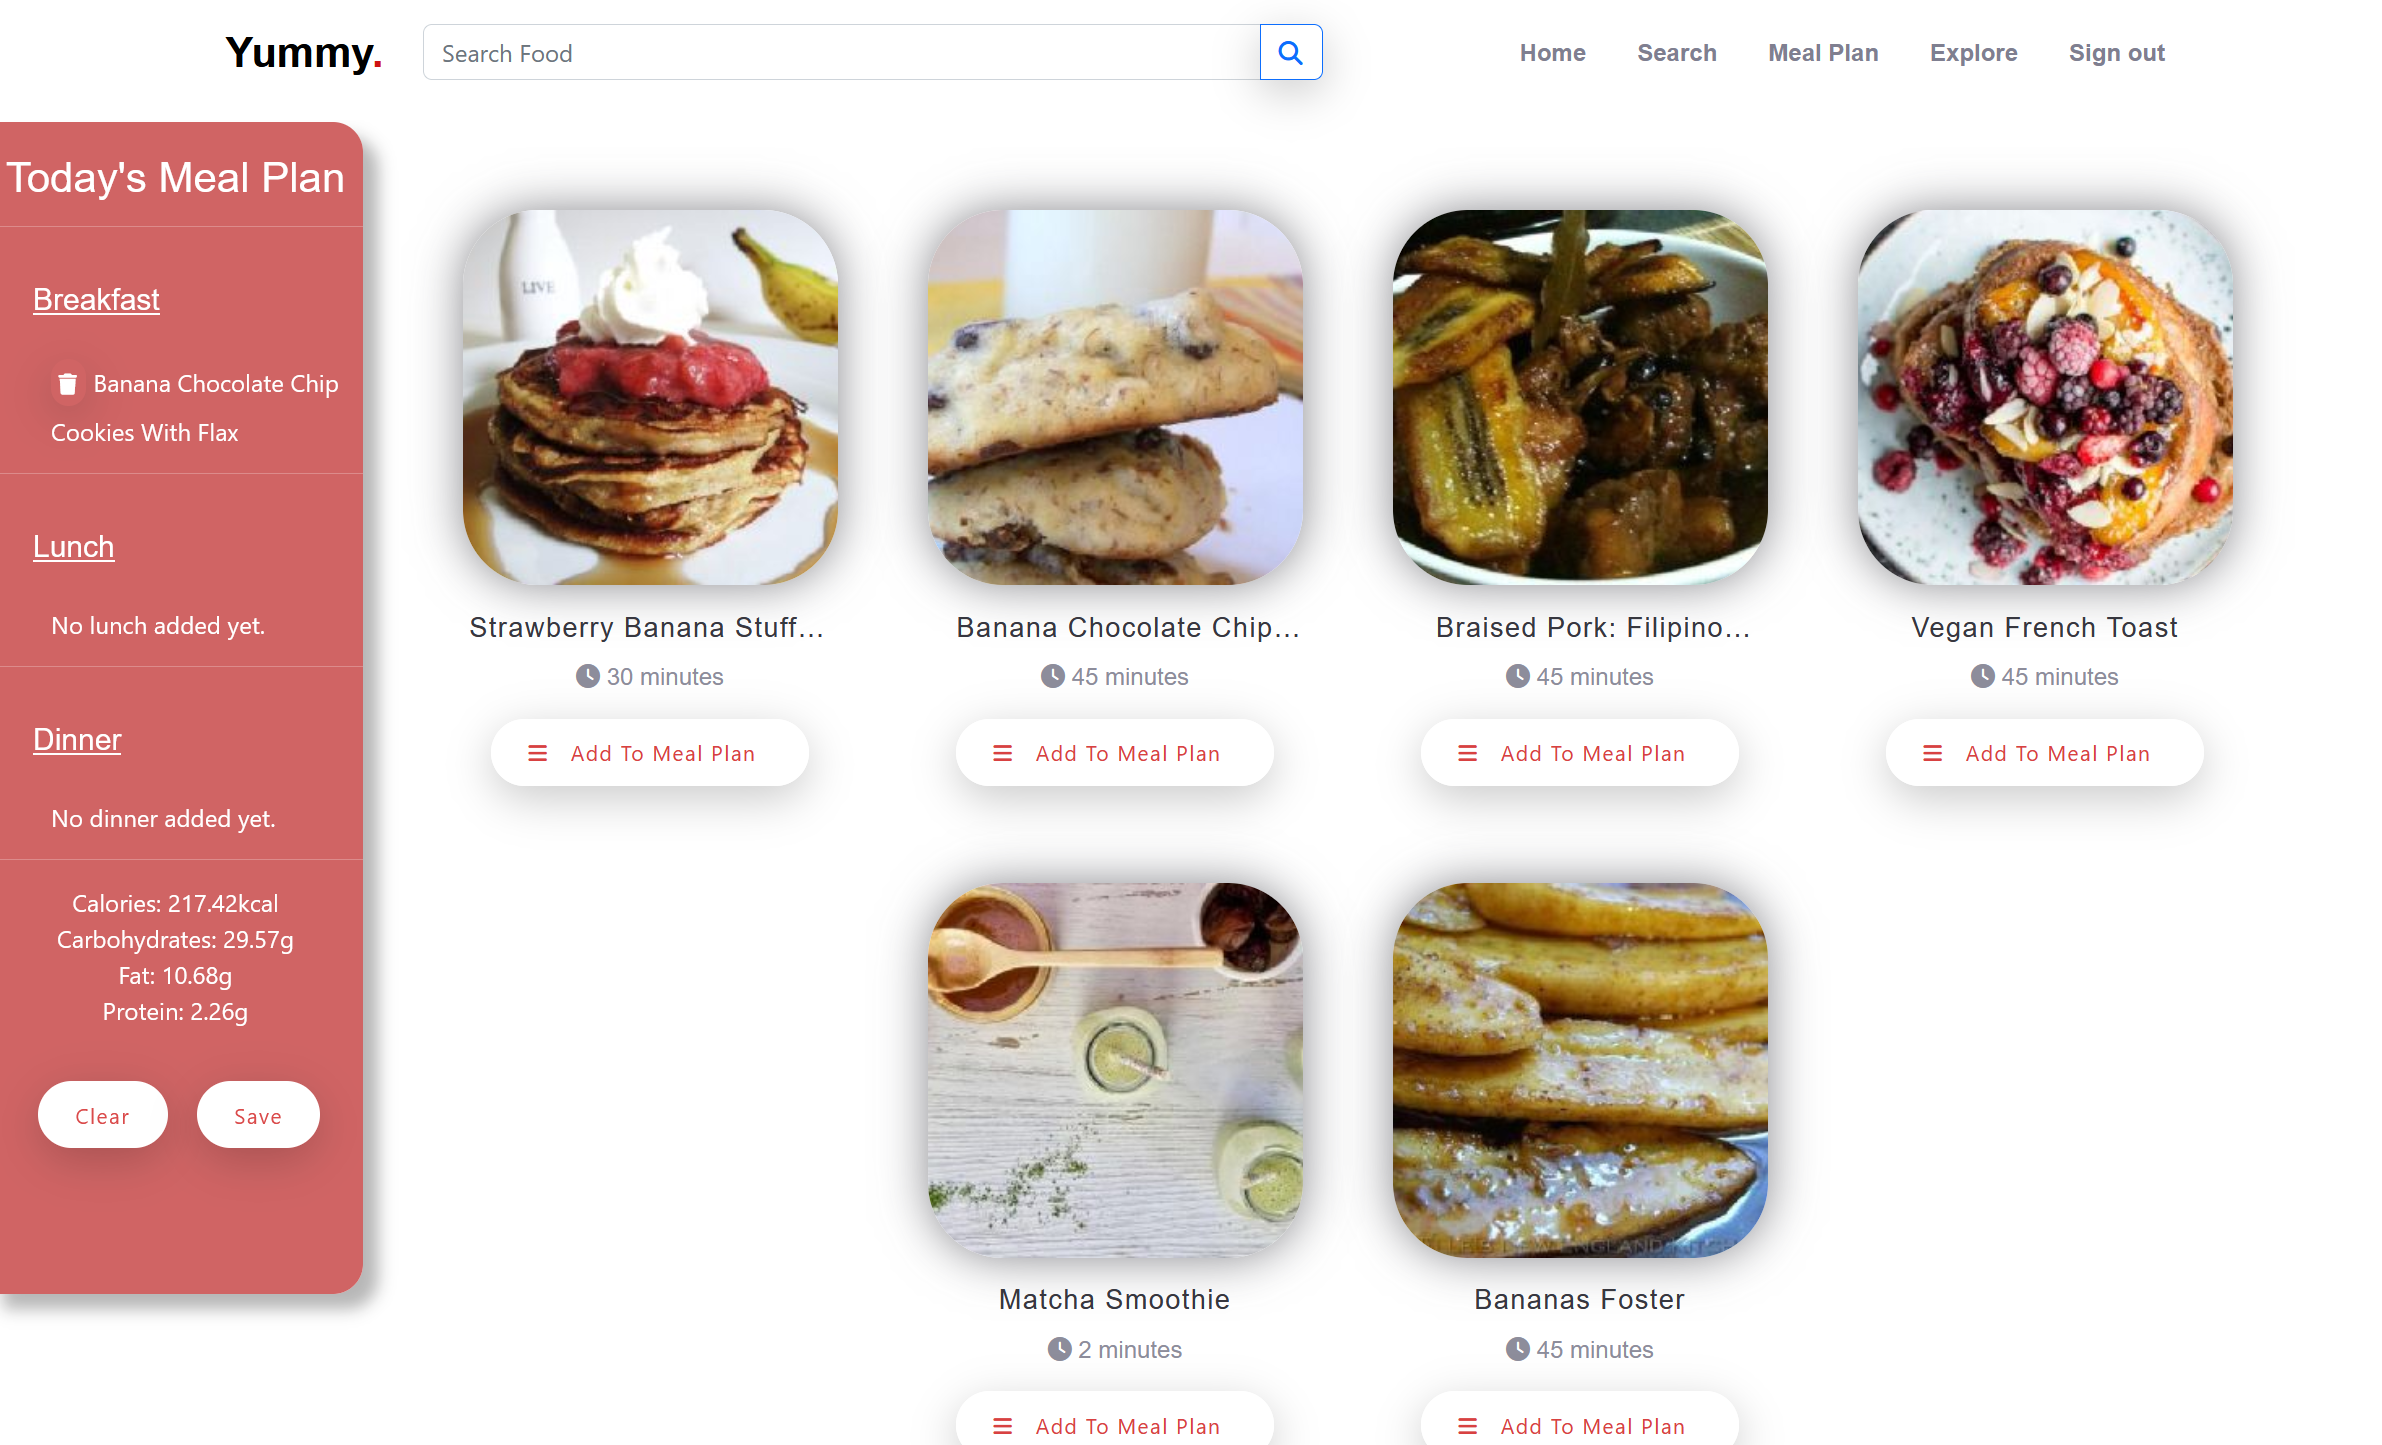 Yummy.
Search Food
Home Search Meal Plan Explore Sign out
Today's Meal Plan
Breakfast
Banana Chocolate Chip
Cookies With Flax
Lunch
No lunch added yet.
Dinner
No dinner added yet.
Calories: 217.42kcal
Carbohydrates: 29.57g
Fat: 10.68g
Protein: 2.26g
Clear Save
LIVE
Strawberry Banana Stuff...
30 minutes
Add To Meal Plan
Banana Chocolate Chip...
45 minutes
Add To Meal Plan
Braised Pork: Filipino...
45 minutes
Add To Meal Plan
Vegan French Toast
45 minutes
Add To Meal Plan
Matcha Smoothie
2 minutes
Add To Meal Plan
ENGLAND
Bananas Foster
45 minutes
Add To Meal Plan